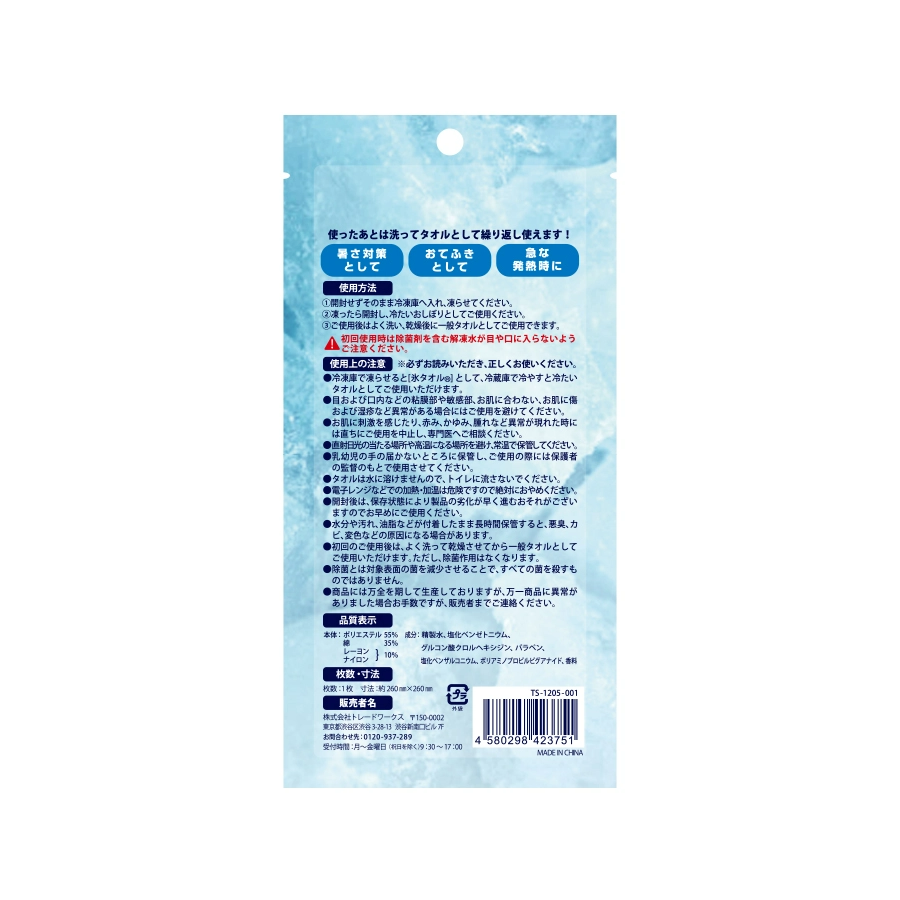 使ったあとは洗ってタオルとして繰り返し使えます！
暑さ対策
として
おてふき
として
急な
発熱時に
使用方法
①開封せずそのまま冷凍庫へ入れ、凍らせてください。
②凍ったら開封し、冷たいおしぼりとしてご使用ください。
③ご使用後はよく洗い、乾燥後に一般タオルとしてご使用できます。
初回使用時は除菌剤を含む解凍水が目や口に入らないよう
ご注意ください。
使用上の注意 ※必ずお読みいただき、正しくお使いください。
●冷凍庫で凍らせると[氷タオル®]として、冷蔵庫で冷やすと冷たい
タオルとしてご使用いただけます。
●目および口内などの粘膜部や敏感部、お肌に合わない、お肌に傷
および湿疹など異常がある場合にはご使用を避けてください。
●お肌に刺激を感じたり、赤み、かゆみ、腫れなど異常が現れた時に
は直ちにご使用を中止し、専門医へご相談ください。
●直射日光の当たる場所や高温になる場所を避け、常温で保管してください。
●乳幼児の手の届かないところに保管し、ご使用の際には保護者
の監督のもとで使用させてください。
●タオルは水に溶けませんので、トイレに流さないでください。
●電子レンジなどでの加熱・加温は危険ですので絶対におやめください。
●開封後は、保存状態により製品の劣化が早く進むおそれがござい
ますのでお早めにご使用ください。
●水分や汚れ、油脂などが付着したまま長時間保管すると、悪臭、カ
ビ、変色などの原因になる場合があります。
●初回のご使用後は、よく洗って乾燥させてから一般タオルとして
ご使用いただけます。ただし、除菌作用はなくなります。
●除菌とは対象表面の菌を減少させることで、すべての菌を殺すも
のではありません。
●商品には万全を期して生産しておりますが、万一商品に異常が
ありました場合お手数ですが、販売者までご連絡ください。
品質表示
本体： ポリエステル 55% 成分： 精製水、塩化ベンゼトニウム、
綿 35% グルコン酸クロルヘキシジン、パラベン、
レーヨン
ナイロン } 10% 塩化ベンザルコニウム、ポリアミノプロピルビグアナイド、香料
枚数・寸法
枚数：1枚 寸法：約260㎜×260㎜
販売者名
株式会社トレードワークス 〒150-0002
東京都渋谷区渋谷 3-28-13 渋谷新南口ビル 7F
お問合わせ先：0120-937-289
受付時間：月～金曜日（祝日を除く）9：30～17：00
プラ
外袋
TS-1205-001
4 580298 423751
MADE IN CHINA